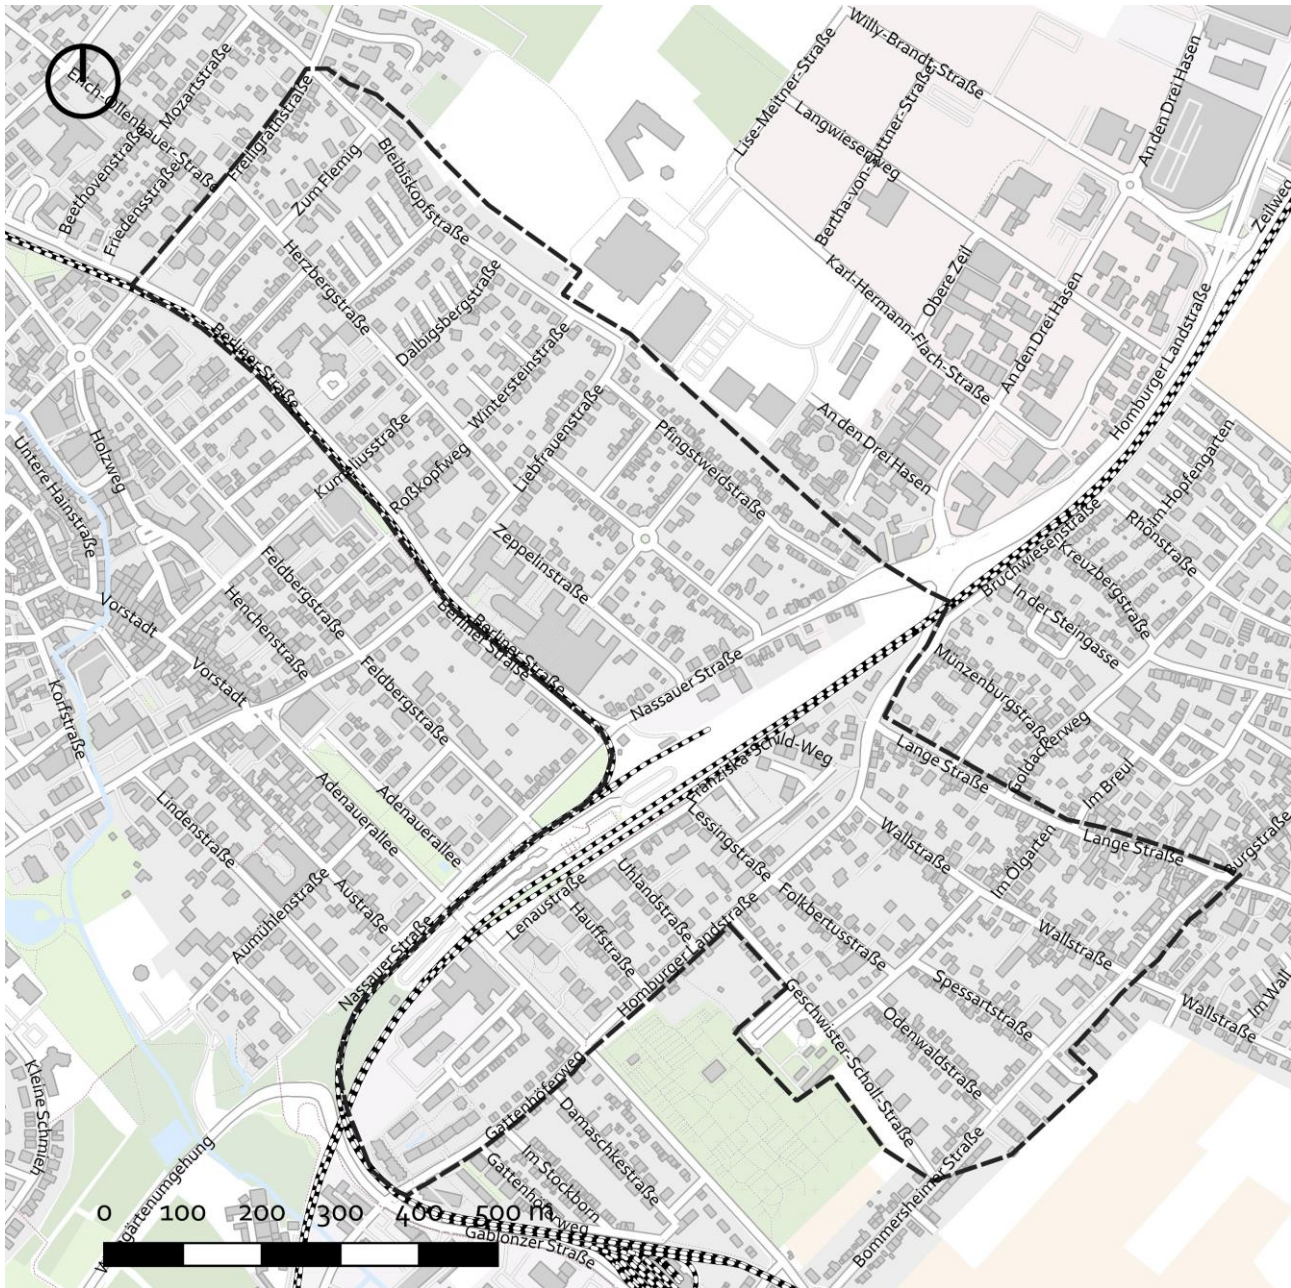 Willy-Brandt-Straße
Lise-Meitner-Straße
An den Drei Hasen
Mozartstraße
Erich-Ollenhauer-Straße
Freiligrathstraße
Beethovenstraße
Friedensstraße
Zum Flemig
Bleibiskopfstraße
Langwiesenweg
Bertha-von-Suttner-Straße
Zeilweg
Herzbergstraße
Dalbigsbergstraße
Obere Zeil
Karl-Hermann-Flach-Straße
An den Drei Hasen
Homburger Landstraße
Berliner Straße
Wintersteinstraße
Liebfrauenstraße
Holzweg
Untere Hainstraße
Roßkopfweg
Pfingstweidstraße
An den Drei Hasen
Im Hopfengarten
Rhönstraße
Kreuzbergstraße
Bruchwiesenstraße
In der Steingasse
Zeppelinstraße
Feldbergstraße
Henchenstraße
Vorstadt
Vorstadt
Korfstraße
Berliner Straße
Berliner Straße
Feldbergstraße
Nassauer Straße
Münzenburgstraße
Goldackerweg
Im Breul
Lange Straße
Lange Straße
Burgstraße
Franziska-Schild-Weg
Lessingstraße
Wallstraße
Im Ölgarten
Adenauerallee
Adenauerallee
Lindenstraße
Austraße
Aumühlenstraße
Nassauer Straße
Lenaustraße
Uhlandstraße
Hauffstraße
Homburger Landstraße
Folkbertusstraße
Wallstraße
Spessartstraße
Odenwaldstraße
Geschwister-Scholl-Straße
Wallstraße
Im Wall
Kleine Schmieh
Gattenhöferweg
Damaschkestraße
Im Stockborn
Gattenhöferweg
Gablonzer Straße
Bommersheimer Straße
0 100 200 300 400 500 m